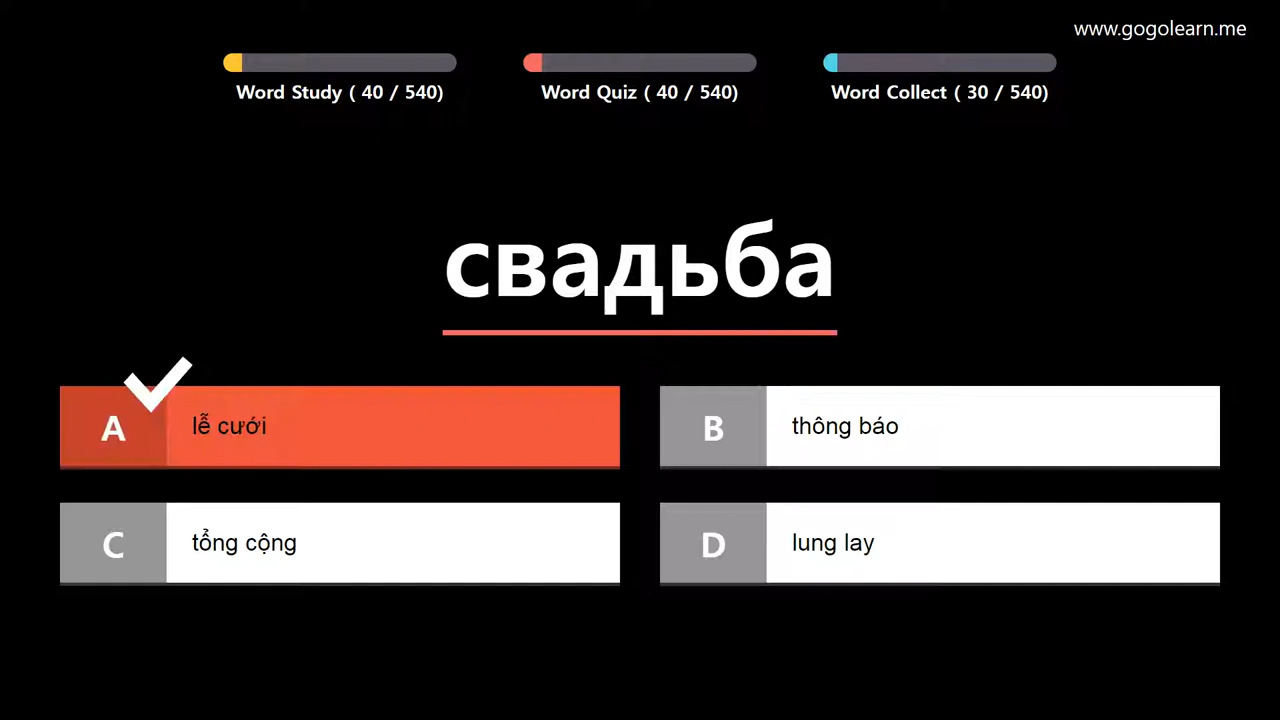 www.gogolearn.me
Word Study ( 40 / 540)
Word Quiz ( 40 / 540)
Word Collect ( 30 / 540)
свадьба
A lễ cưới
B thông báo
C tổng cộng
D lung lay